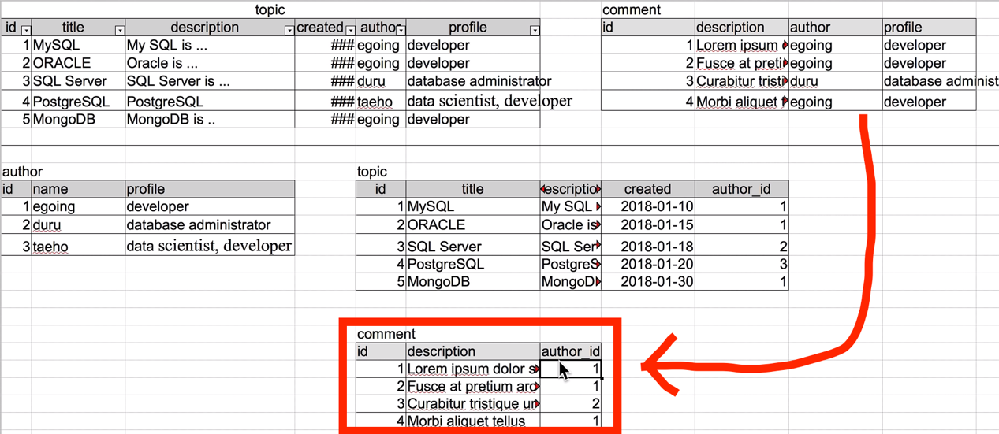 topic
id title description created author profile
1 MySQL My SQL is ... ### egoing developer
2 ORACLE Oracle is ... ### egoing developer
3 SQL Server SQL Server is ... ### duru database administrator
4 PostgreSQL PostgreSQL ### taeho data scientist, developer
5 MongoDB MongoDB is .. ### egoing developer
comment
id description author profile
1 Lorem ipsum egoing developer
2 Fusce at preti egoing developer
3 Curabitur tristi duru database administ
4 Morbi aliquet egoing developer
author
id name profile
1 egoing developer
2 duru database administrator
3 taeho data scientist, developer
topic
id title escriptio created author_id
1 MySQL My SQL 2018-01-10 1
2 ORACLE Oracle is 2018-01-15 1
3 SQL Server SQL Ser 2018-01-18 2
4 PostgreSQL PostgreS 2018-01-20 3
5 MongoDB MongoD 2018-01-30 1
comment
id description author_id
1 Lorem ipsum dolor s 1
2 Fusce at pretium arc 1
3 Curabitur tristique ur 2
4 Morbi aliquet tellus 1